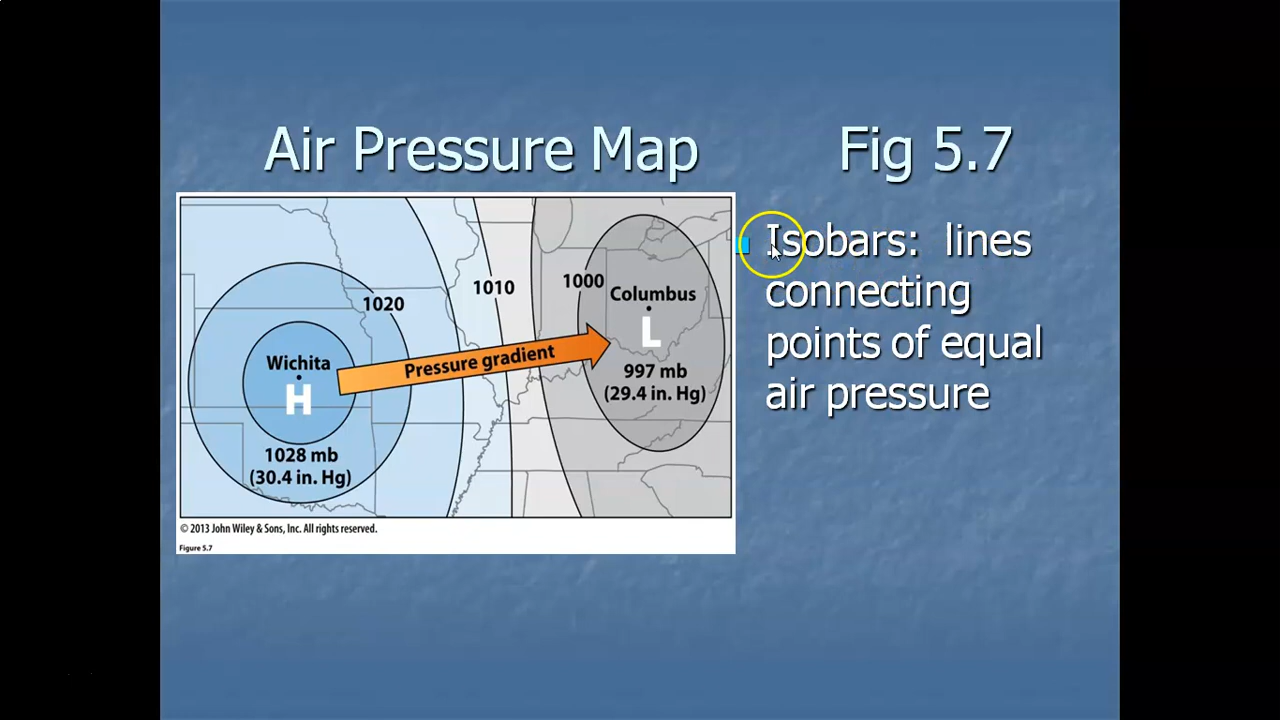 Air Pressure Map Fig 5.7
1020
1010
1000
Columbus
L
997 mb
(29.4 in. Hg)
Pressure gradient
Wichita
H
1028 mb
(30.4 in. Hg)
© 2013 John Wiley & Sons, Inc. All rights reserved.
Figure 5.7
Isobars: lines
connecting
points of equal
air pressure